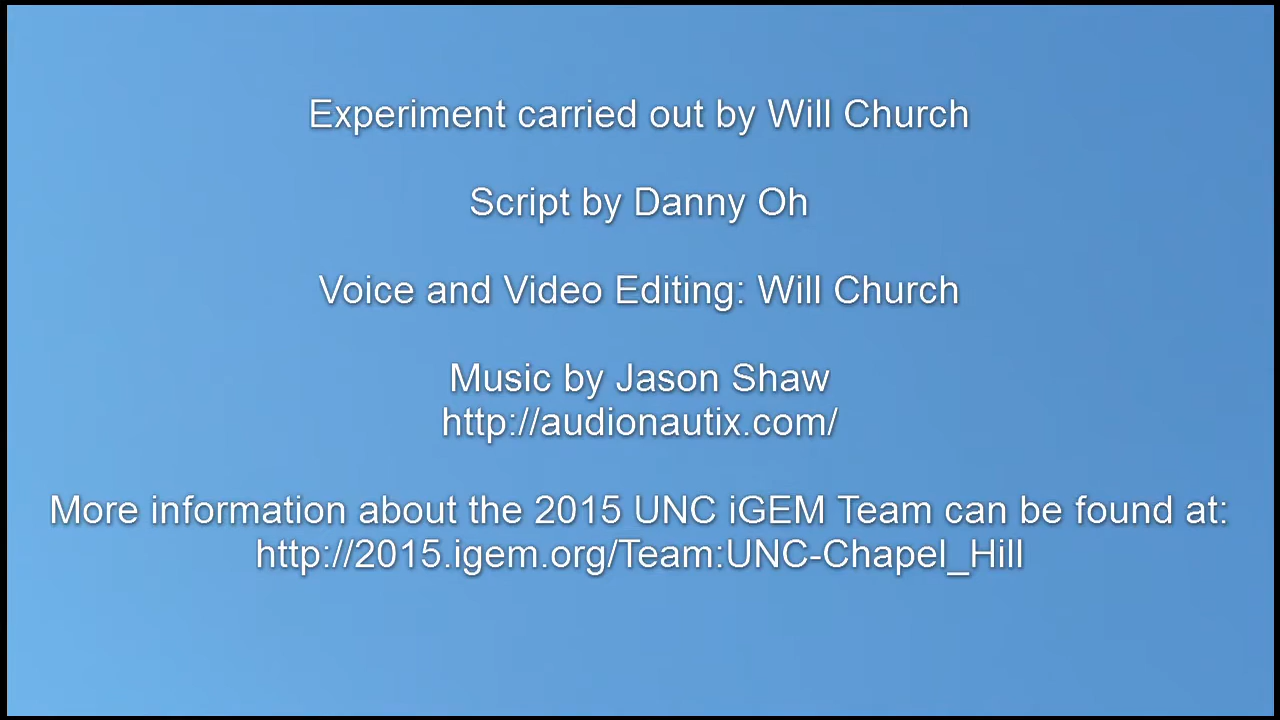 Experiment carried out by Will Church
Script by Danny Oh
Voice and Video Editing: Will Church
Music by Jason Shaw
http://audionautix.com/
More information about the 2015 UNC iGEM Team can be found at:
http://2015.igem.org/Team:UNC-Chapel_Hill